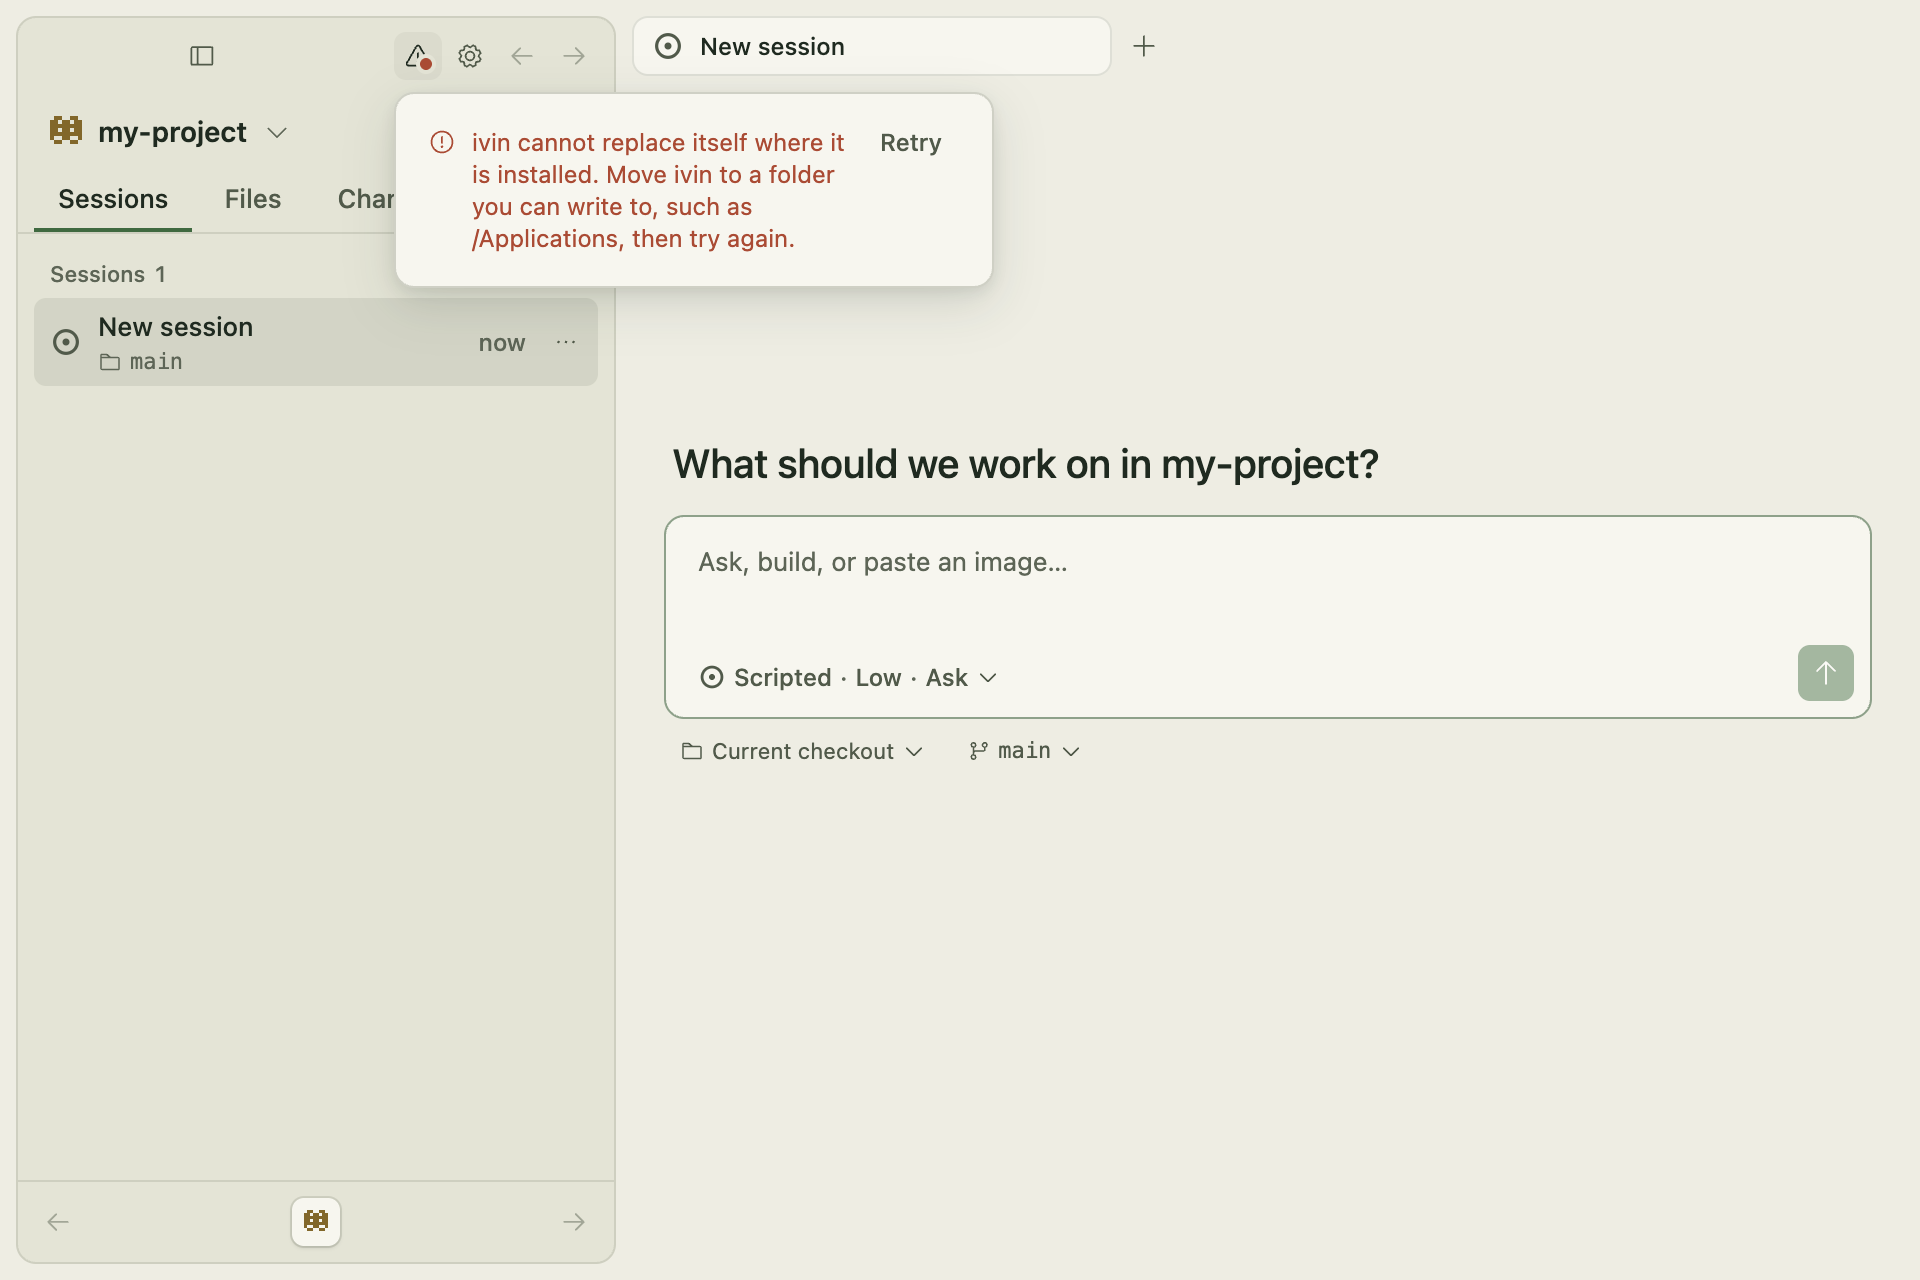 New session
my-project
ivin cannot replace itself where it
is installed. Move ivin to a folder
you can write to, such as
/Applications, then try again.
Retry
Sessions
Files
Sessions 1
New session
main
now
What should we work on in my-project?
Ask, build, or paste an image...
Scripted · Low · Ask
Current checkout
main